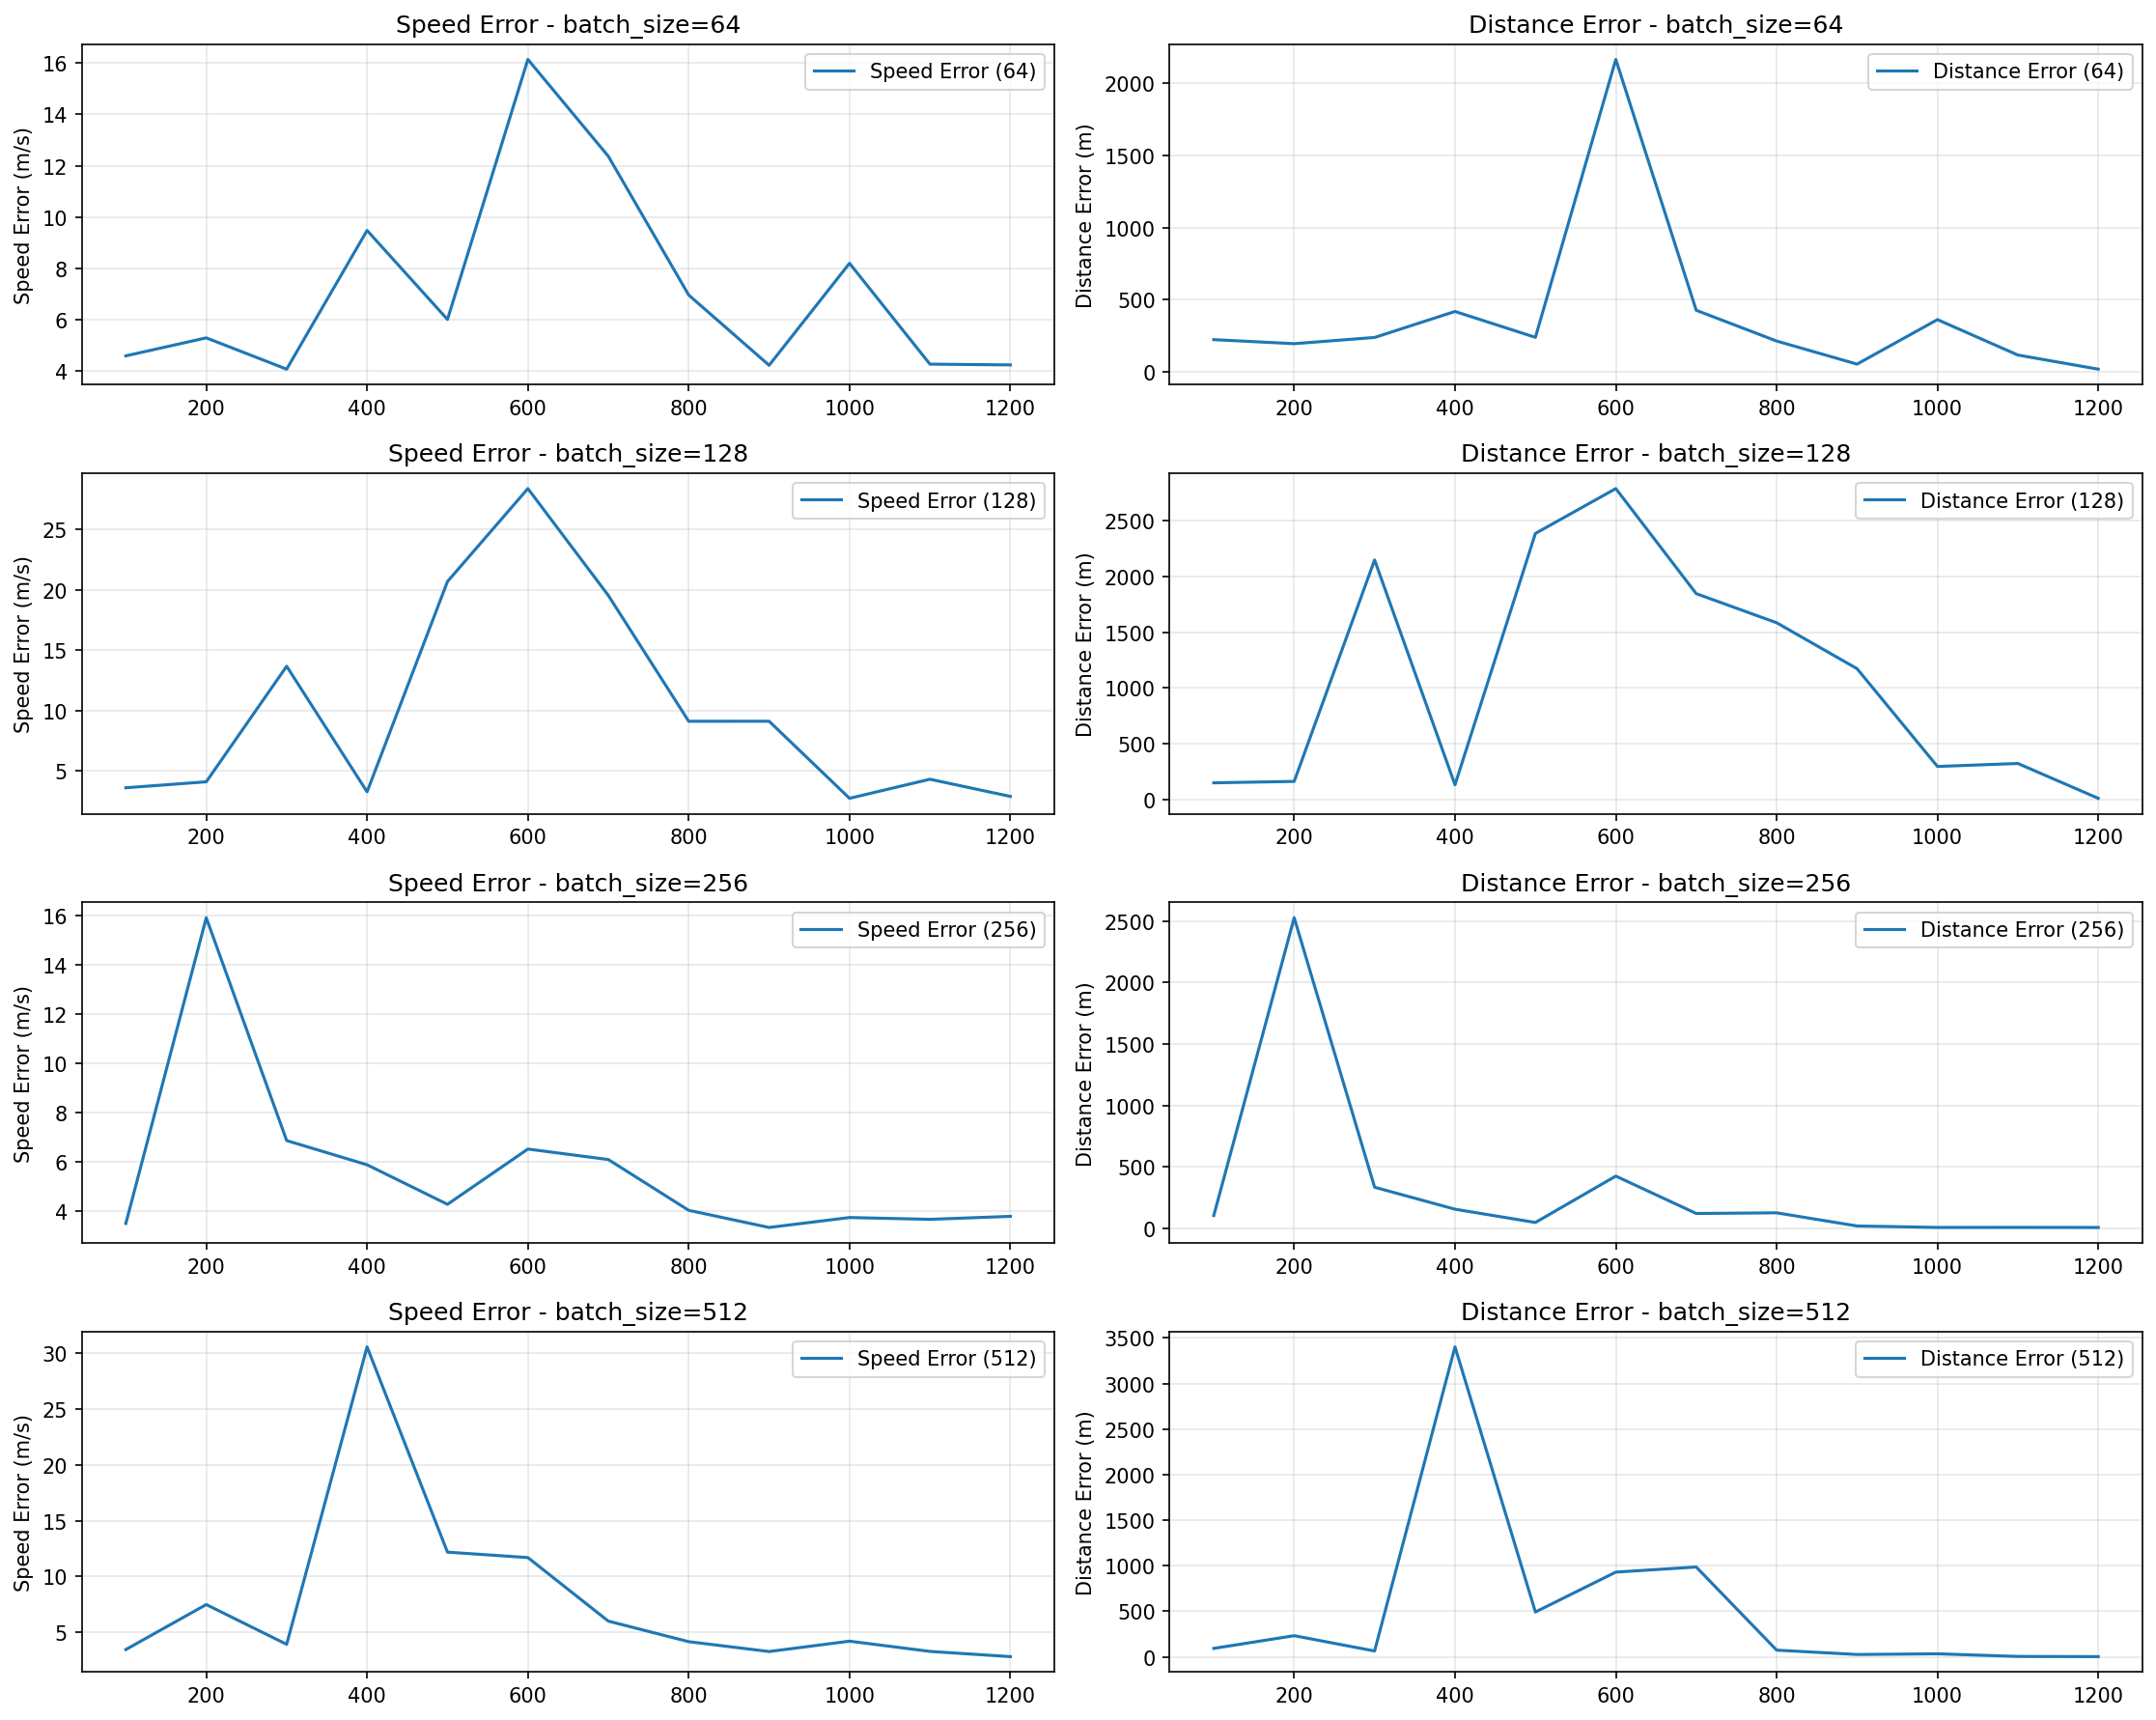 Speed Error - batch_size=64
Speed Error (m/s)
16
14
12
10
8
6
4
Speed Error (64)
200 400 600 800 1000 1200
Distance Error - batch_size=64
Distance Error (m)
2000
1500
1000
500
0
Distance Error (64)
200 400 600 800 1000 1200
Speed Error - batch_size=128
Speed Error (m/s)
25
20
15
10
5
Speed Error (128)
200 400 600 800 1000 1200
Distance Error - batch_size=128
Distance Error (m)
2500
2000
1500
1000
500
0
Distance Error (128)
200 400 600 800 1000 1200
Speed Error - batch_size=256
Speed Error (m/s)
16
14
12
10
8
6
4
Speed Error (256)
200 400 600 800 1000 1200
Distance Error - batch_size=256
Distance Error (m)
2500
2000
1500
1000
500
0
Distance Error (256)
200 400 600 800 1000 1200
Speed Error - batch_size=512
Speed Error (m/s)
30
25
20
15
10
5
Speed Error (512)
200 400 600 800 1000 1200
Distance Error - batch_size=512
Distance Error (m)
3500
3000
2500
2000
1500
1000
500
0
Distance Error (512)
200 400 600 800 1000 1200